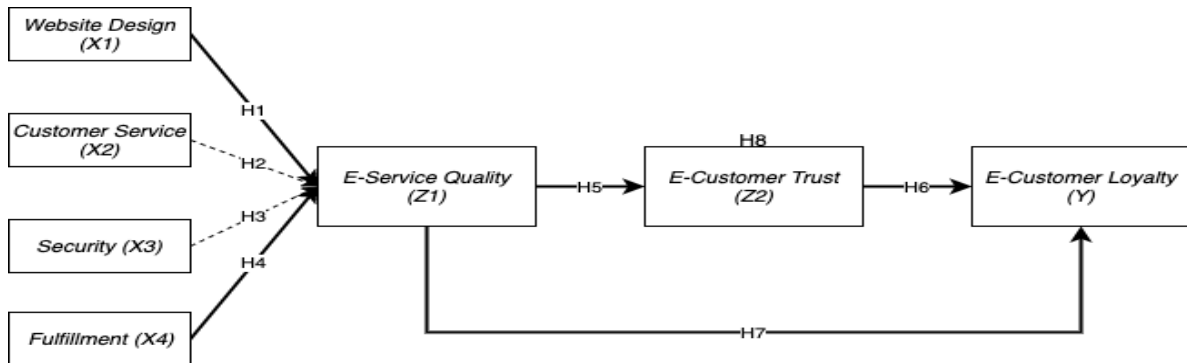 Website Design
(X1)
H1
Customer Service
(X2)
H2
H3
Security (X3)
H4
Fulfillment (X4)
E-Service Quality
(Z1)
H5
H8
E-Customer Trust
(Z2)
H6
E-Customer Loyalty
(Y)
H7